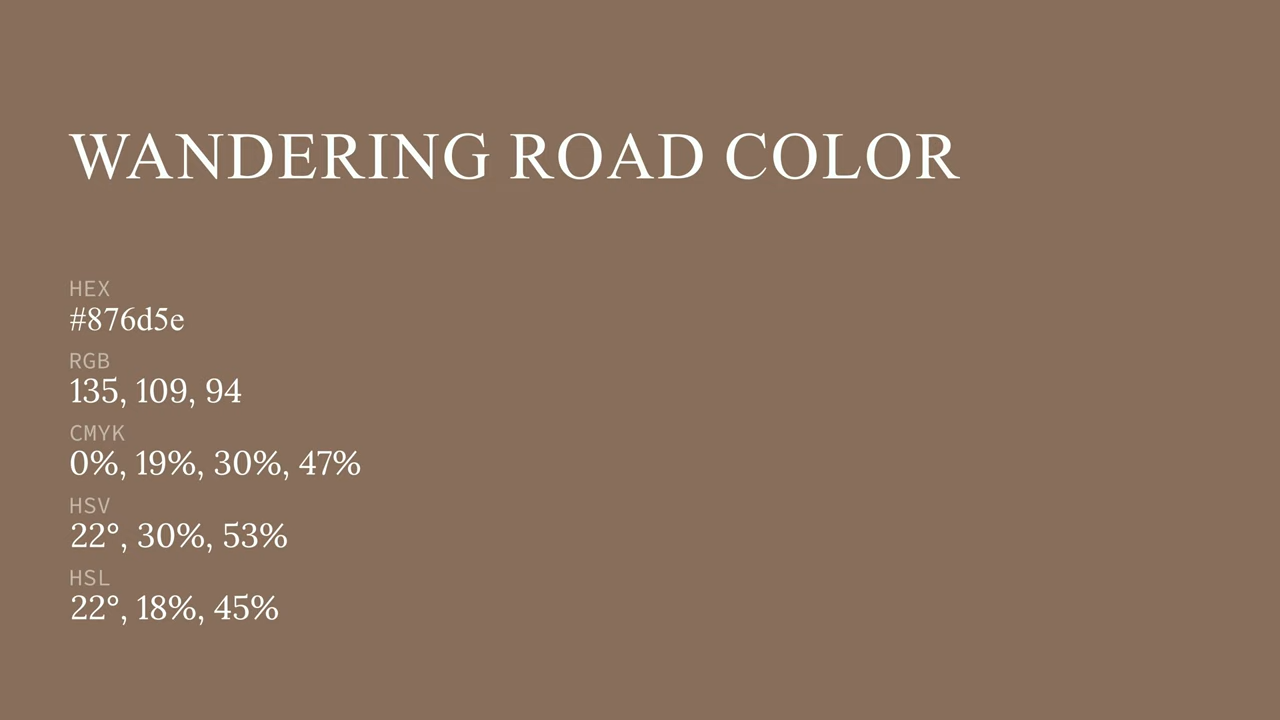 WANDERING ROAD COLOR
HEX
#876d5e
RGB
135, 109, 94
CMYK
0%, 19%, 30%, 47%
HSV
22°, 30%, 53%
HSL
22°, 18%, 45%